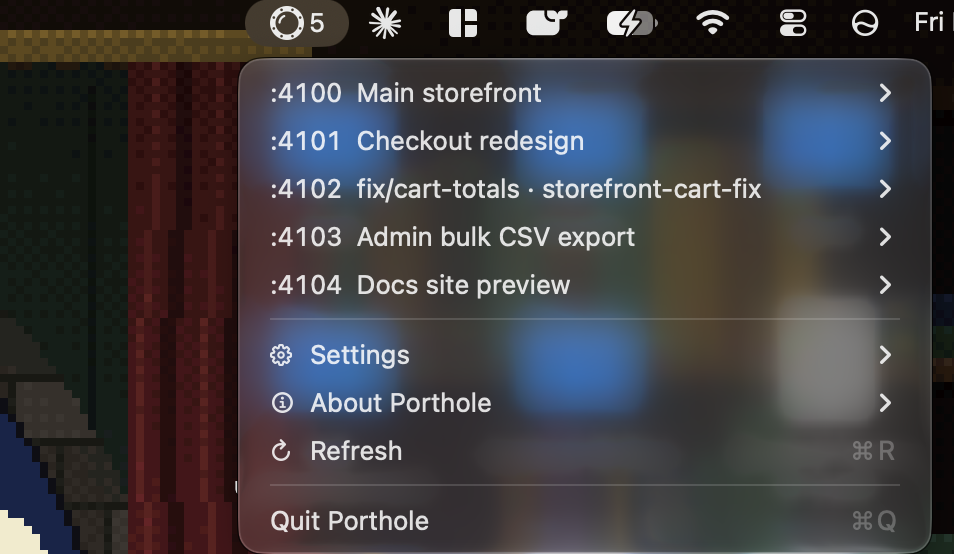 5 Fri
:4100 Main storefront
:4101 Checkout redesign
:4102 fix/cart-totals · storefront-cart-fix
:4103 Admin bulk CSV export
:4104 Docs site preview
Settings
About Porthole
Refresh ⌘R
Quit Porthole ⌘Q